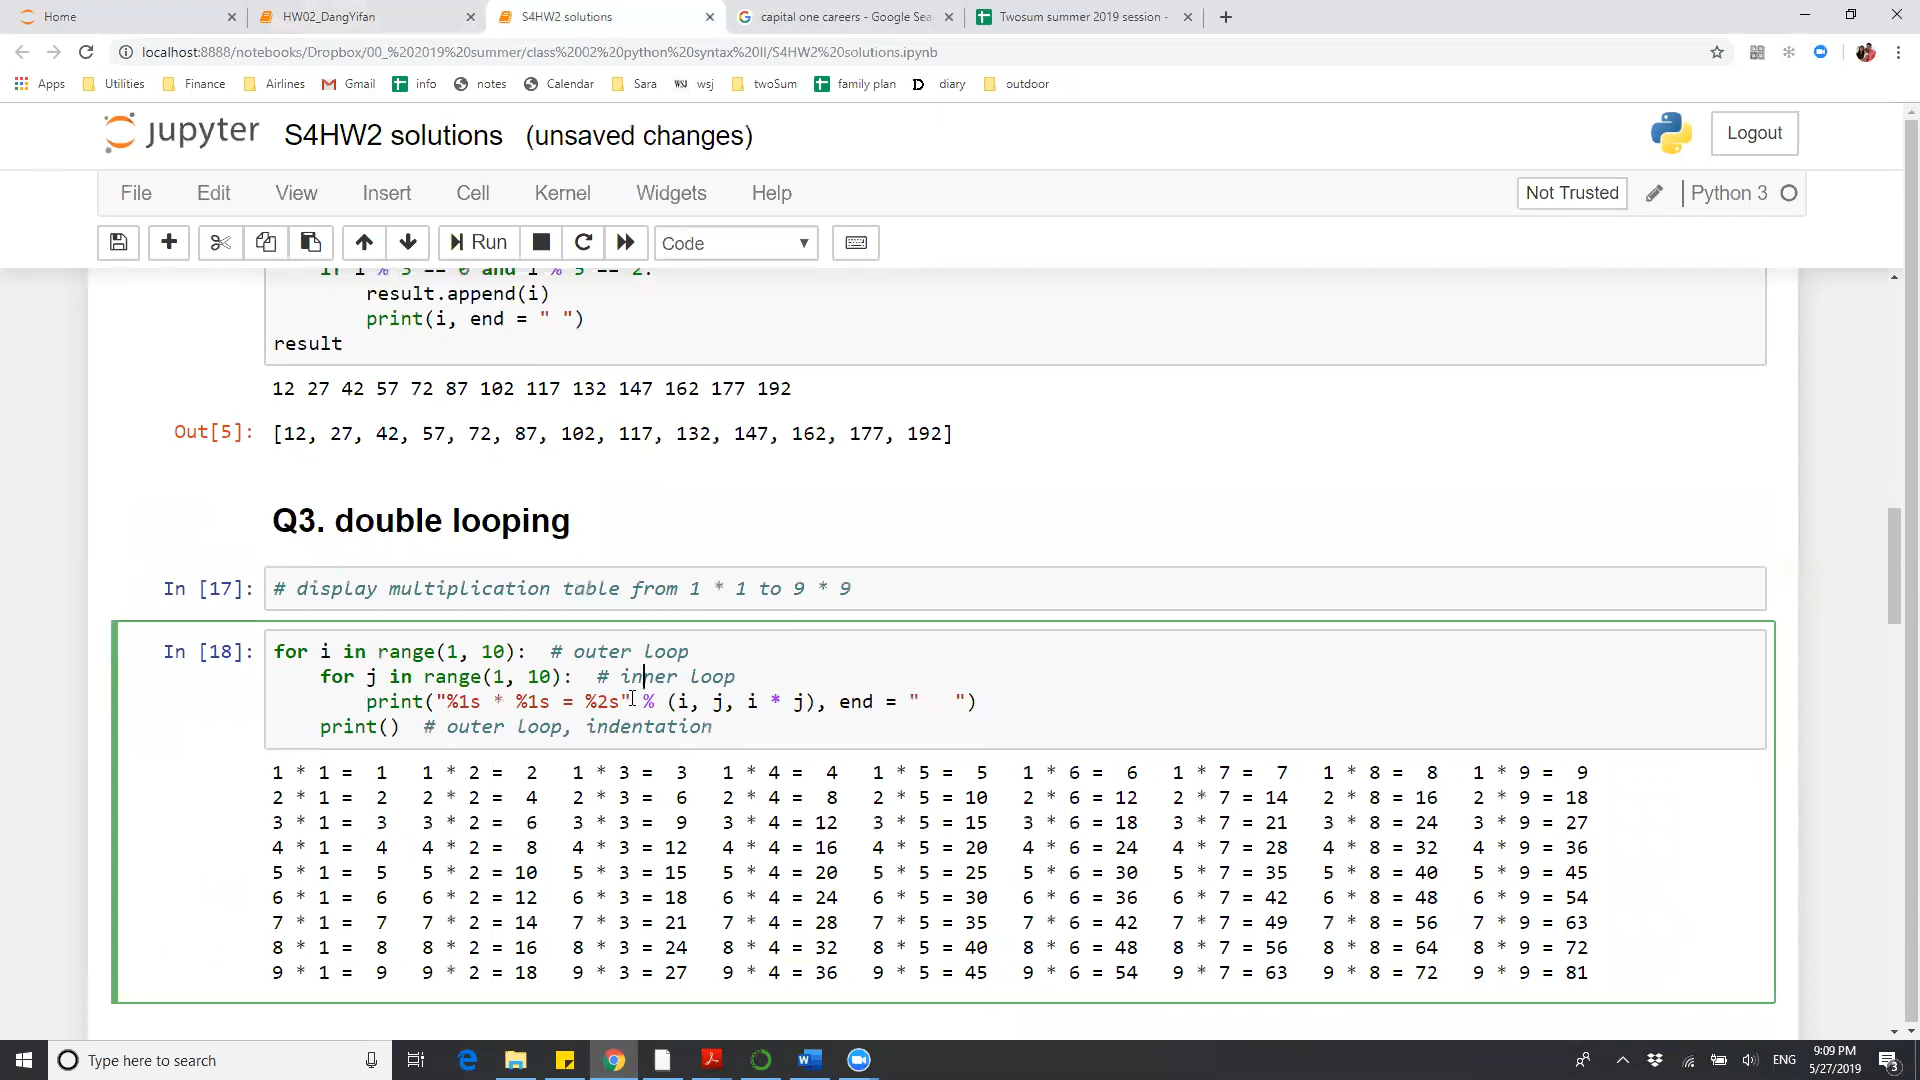 Home
HW02_DangYifan
S4HW2 solutions
capital one careers - Google Sea
Twosum summer 2019 session -
localhost:8888/notebooks/Dropbox/00_%202019%20summer/class%2002%20python%20syntax%20II/S4HW2%20solutions.ipynb
Apps Utilities Finance Airlines Gmail info notes Calendar Sara WSJ wsj twoSum family plan D diary outdoor
jupyter S4HW2 solutions (unsaved changes) Logout
File Edit View Insert Cell Kernel Widgets Help Not Trusted Python 3
Run Code
if i % 3 == 0 and i % 5 == 2:
result.append(i)
print(i, end = " ")
result
12 27 42 57 72 87 102 117 132 147 162 177 192
Out[5]: [12, 27, 42, 57, 72, 87, 102, 117, 132, 147, 162, 177, 192]
Q3. double looping
In [17]: # display multiplication table from 1 * 1 to 9 * 9
In [18]: for i in range(1, 10):  # outer loop
for j in range(1, 10):  # inner loop
print("%1s * %1s = %2s" % (i, j, i * j), end = "   ")
print()  # outer loop, indentation
1 * 1 =  1   1 * 2 =  2   1 * 3 =  3   1 * 4 =  4   1 * 5 =  5   1 * 6 =  6   1 * 7 =  7   1 * 8 =  8   1 * 9 =  9
2 * 1 =  2   2 * 2 =  4   2 * 3 =  6   2 * 4 =  8   2 * 5 = 10   2 * 6 = 12   2 * 7 = 14   2 * 8 = 16   2 * 9 = 18
3 * 1 =  3   3 * 2 =  6   3 * 3 =  9   3 * 4 = 12   3 * 5 = 15   3 * 6 = 18   3 * 7 = 21   3 * 8 = 24   3 * 9 = 27
4 * 1 =  4   4 * 2 =  8   4 * 3 = 12   4 * 4 = 16   4 * 5 = 20   4 * 6 = 24   4 * 7 = 28   4 * 8 = 32   4 * 9 = 36
5 * 1 =  5   5 * 2 = 10   5 * 3 = 15   5 * 4 = 20   5 * 5 = 25   5 * 6 = 30   5 * 7 = 35   5 * 8 = 40   5 * 9 = 45
6 * 1 =  6   6 * 2 = 12   6 * 3 = 18   6 * 4 = 24   6 * 5 = 30   6 * 6 = 36   6 * 7 = 42   6 * 8 = 48   6 * 9 = 54
7 * 1 =  7   7 * 2 = 14   7 * 3 = 21   7 * 4 = 28   7 * 5 = 35   7 * 6 = 42   7 * 7 = 49   7 * 8 = 56   7 * 9 = 63
8 * 1 =  8   8 * 2 = 16   8 * 3 = 24   8 * 4 = 32   8 * 5 = 40   8 * 6 = 48   8 * 7 = 56   8 * 8 = 64   8 * 9 = 72
9 * 1 =  9   9 * 2 = 18   9 * 3 = 27   9 * 4 = 36   9 * 5 = 45   9 * 6 = 54   9 * 7 = 63   9 * 8 = 72   9 * 9 = 81
Type here to search
ENG
9:09 PM
5/27/2019
3